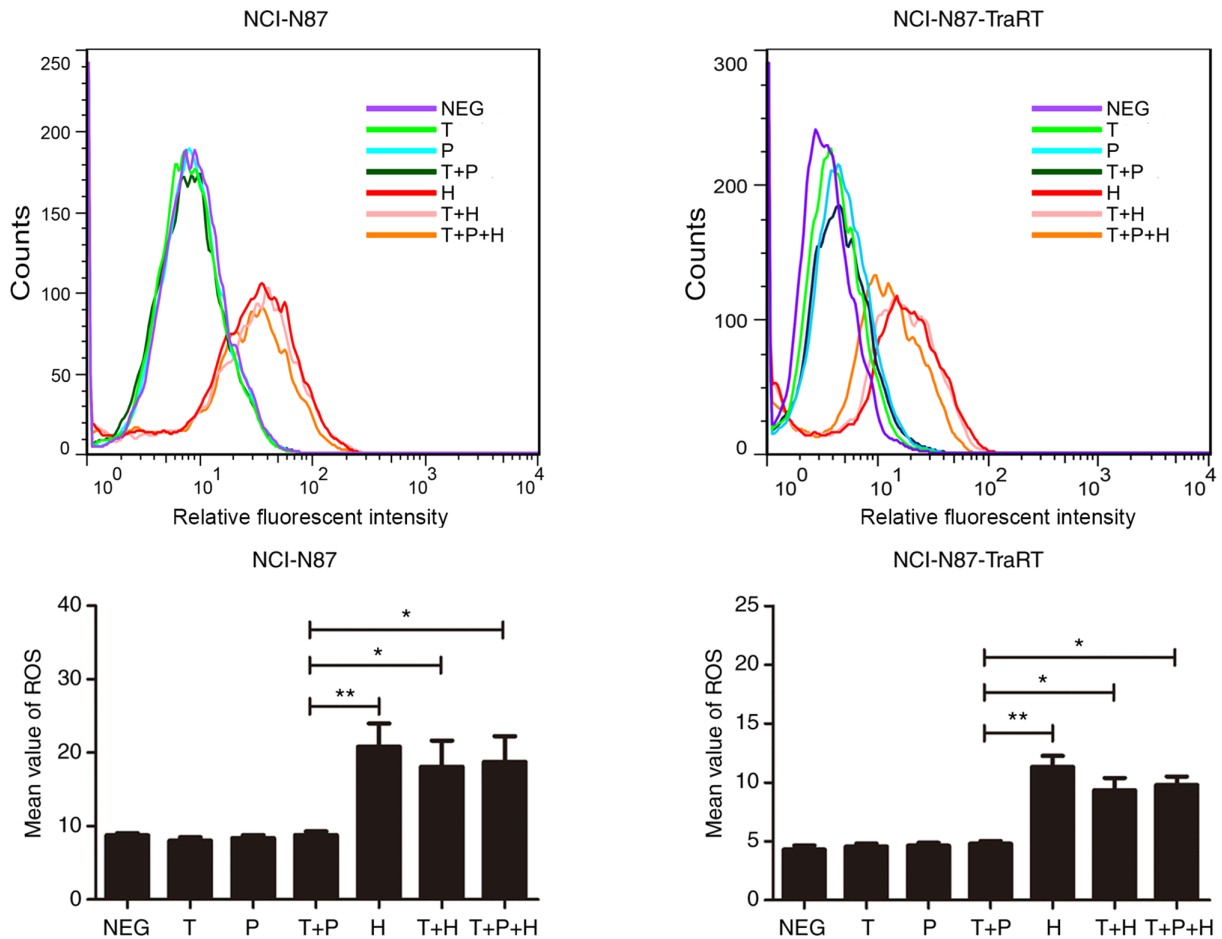 NCI-N87
250
200
150
100
50
0
Counts
NEG
T
P
T+P
H
T+H
T+P+H
10^0 10^1 10^2 10^3 10^4
Relative fluorescent intensity
NCI-N87-TraRT
300
200
100
0
Counts
NEG
T
P
T+P
H
T+H
T+P+H
10^0 10^1 10^2 10^3 10^4
Relative fluorescent intensity
NCI-N87
40
30
20
10
0
Mean value of ROS
*
*
**
NEG T P T+P H T+H T+P+H
NCI-N87-TraRT
25
20
15
10
5
0
Mean value of ROS
*
*
**
NEG T P T+P H T+H T+P+H